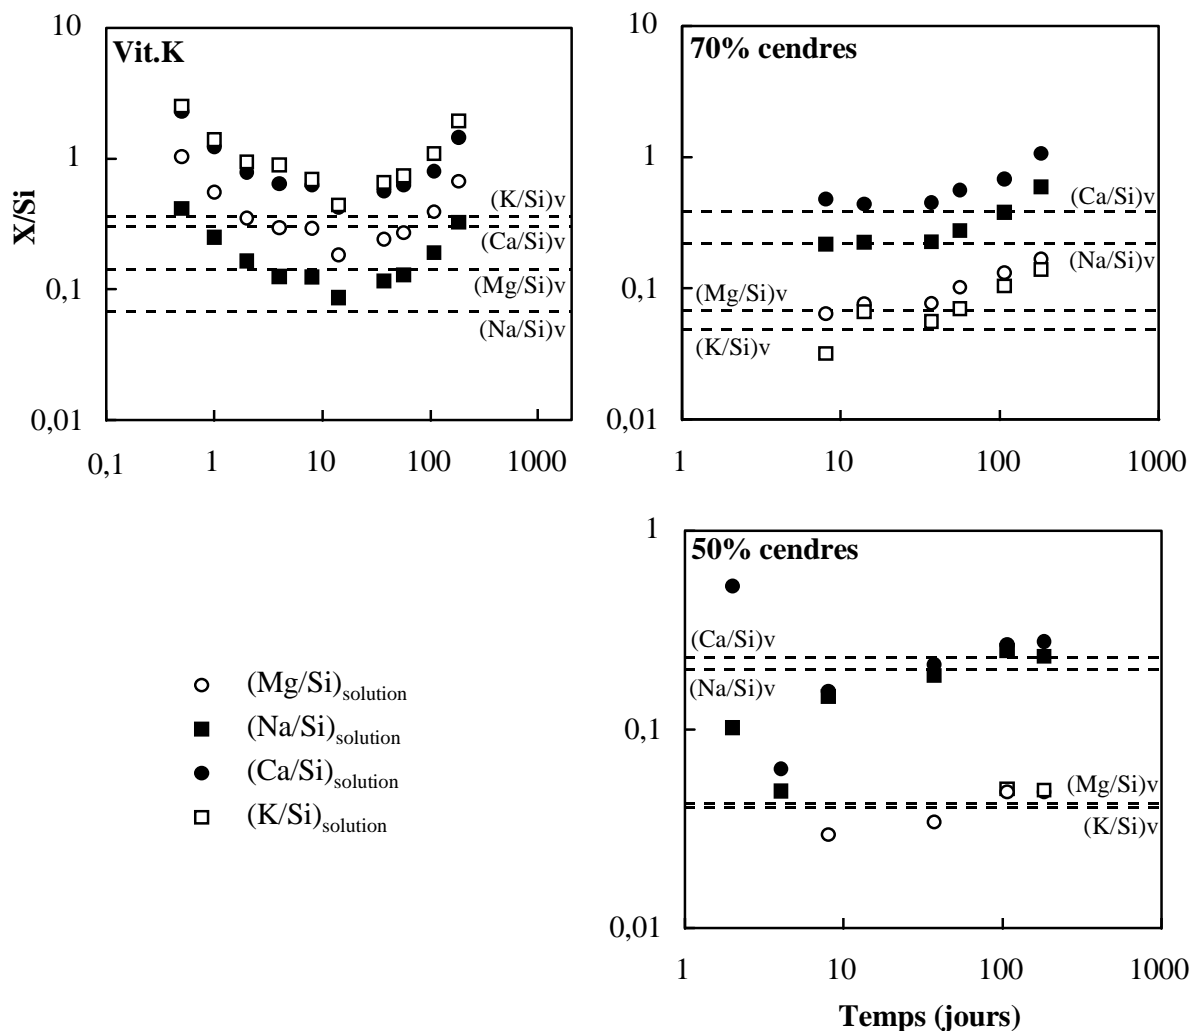 Vit.K
10
1
0,1
0,01
X/Si
(K/Si)v
(Ca/Si)v
(Mg/Si)v
(Na/Si)v
0,1
1
10
100
1000
70% cendres
10
1
0,1
0,01
(Ca/Si)v
(Na/Si)v
(Mg/Si)v
(K/Si)v
1
10
100
1000
50% cendres
1
0,1
0,01
(Ca/Si)v
(Na/Si)v
(Mg/Si)v
(K/Si)v
1
10
100
1000
Temps (jours)
(Mg/Si)solution
(Na/Si)solution
(Ca/Si)solution
(K/Si)solution